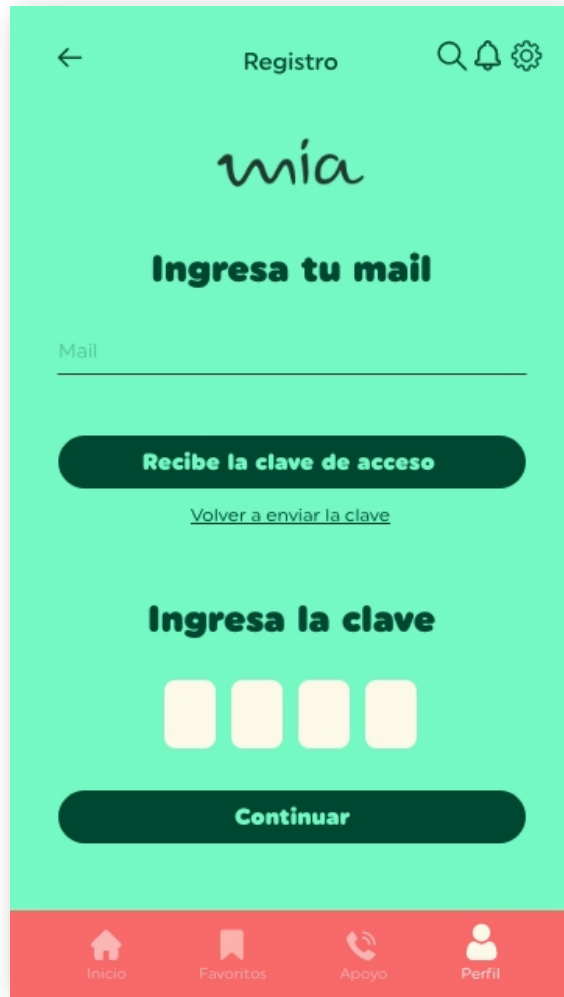 Registro
mía
Ingresa tu mail
Mail
Recibe la clave de acceso
Volver a enviar la clave
Ingresa la clave
Continuar
Inicio Favoritos Apoyo Perfil